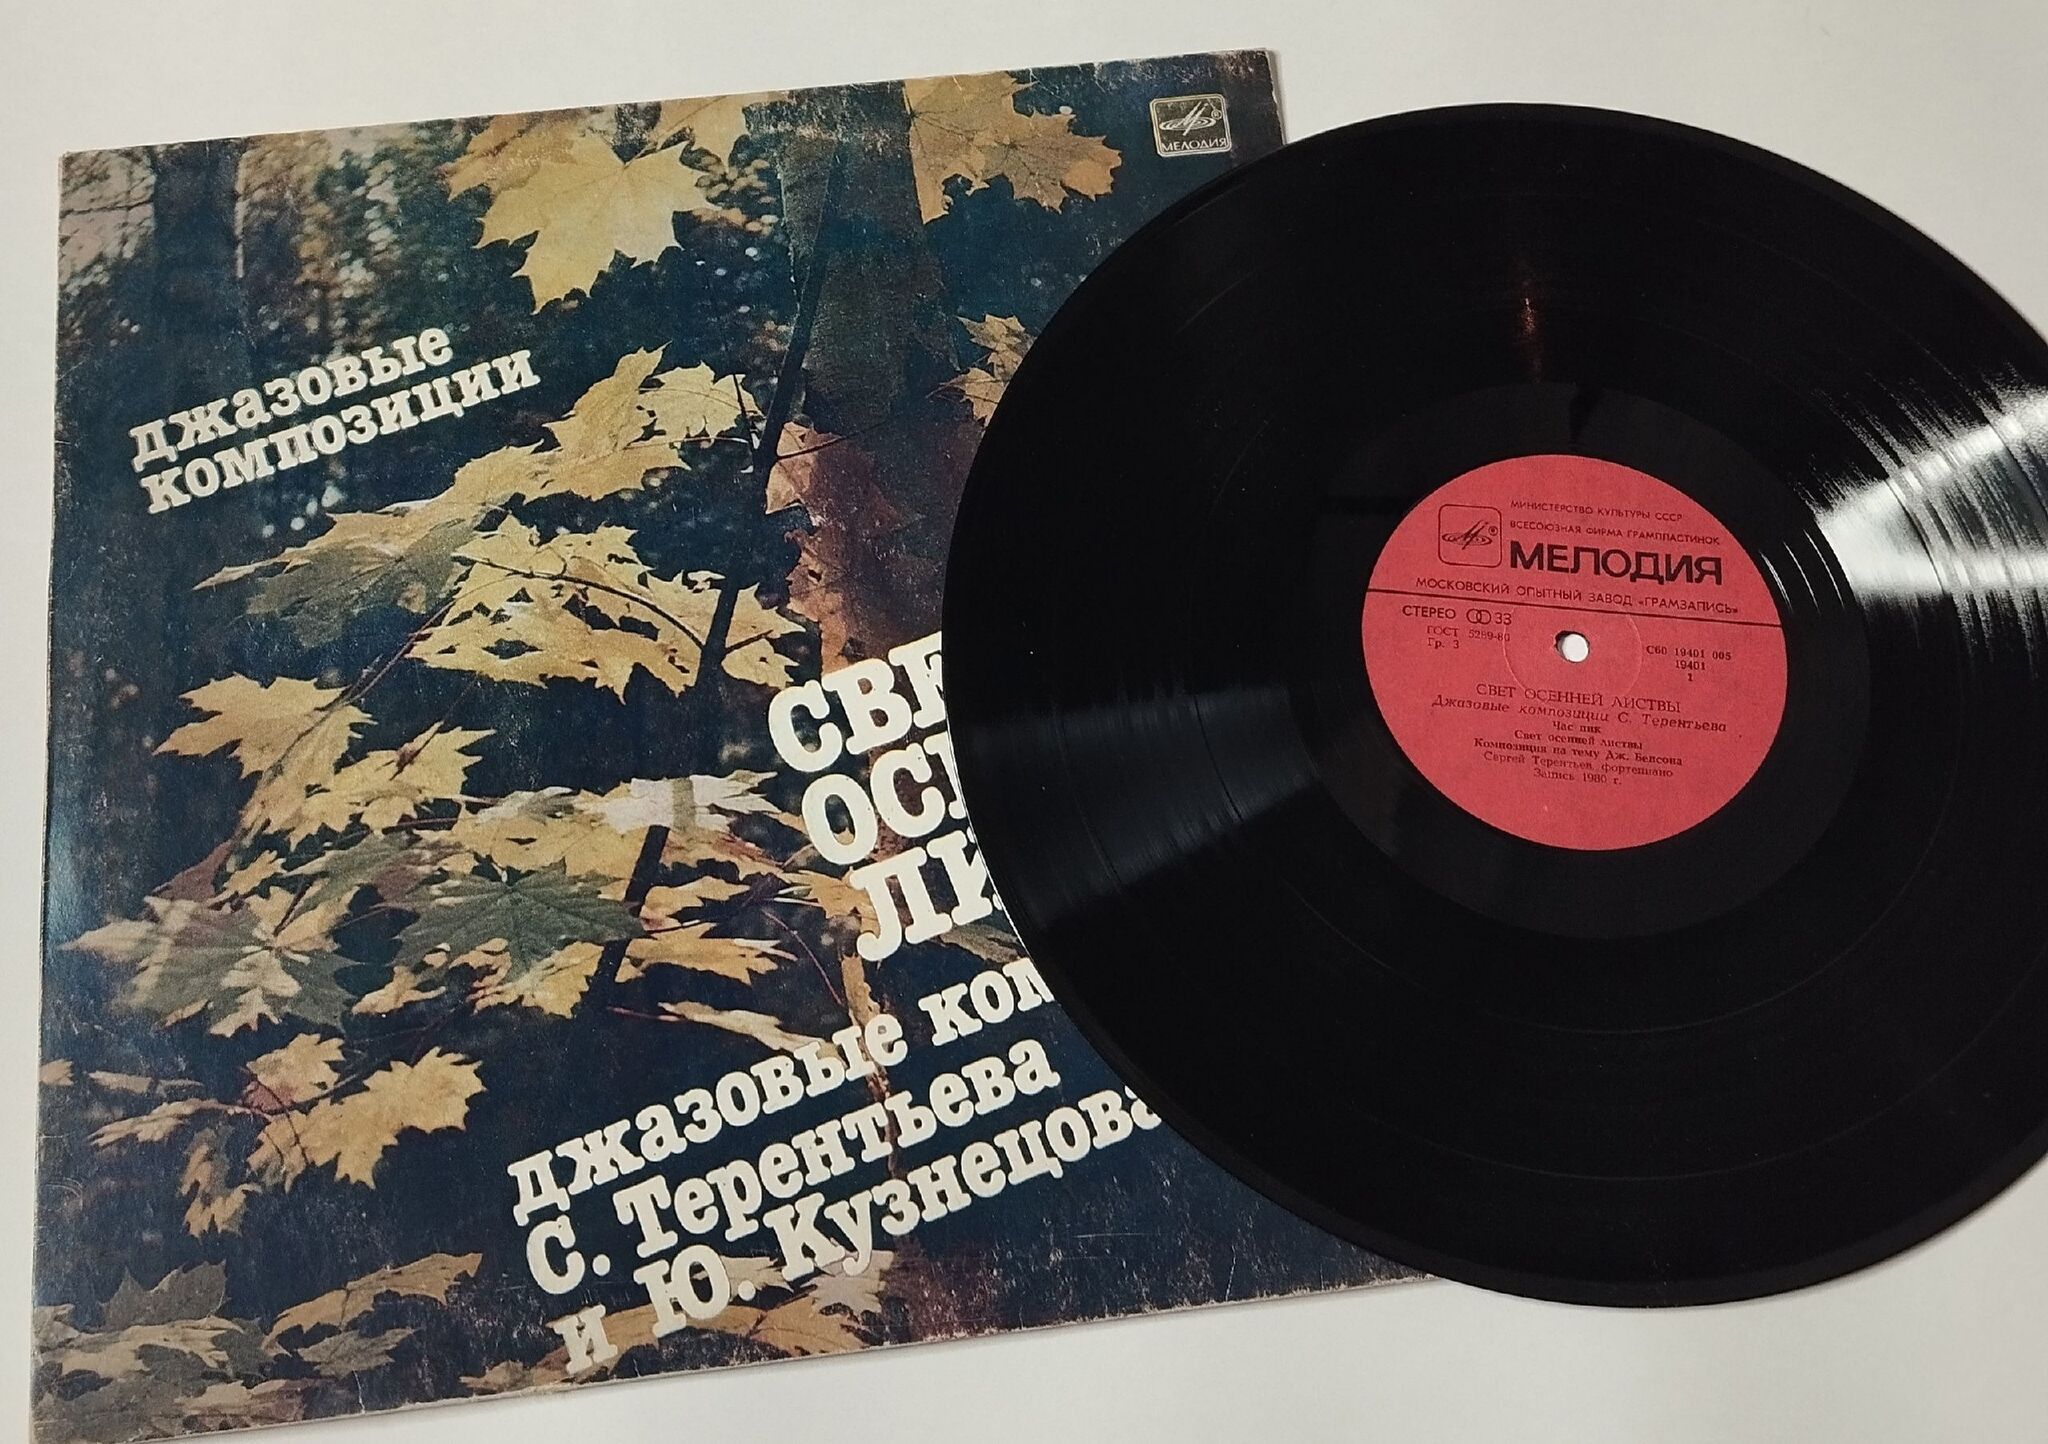 МЕЛОДИЯ
джазовые
композиции
СВЕ
ОСЕ
ЛИ
джазовые ком
С. Терентьева
и Ю. Кузнецова
МИНИСТЕРСТВО КУЛЬТУРЫ СССР
ВСЕСОЮЗНАЯ ФИРМА ГРАМПЛАСТИНОК
МЕЛОДИЯ
МОСКОВСКИЙ ОПЫТНЫЙ ЗАВОД «ГРАМЗАПИСЬ»
СТЕРЕО 33
ГОСТ 5289-80
Гр. 3
С60 19401 005
19401
1
СВЕТ ОСЕННЕЙ ЛИСТВЫ
Джазовые композиции С. Терентьева
Час пик
Свет осенней листвы
Композиция на тему Дж. Бенсона
Сергей Терентьев, фортепиано
Запись 1980 г.